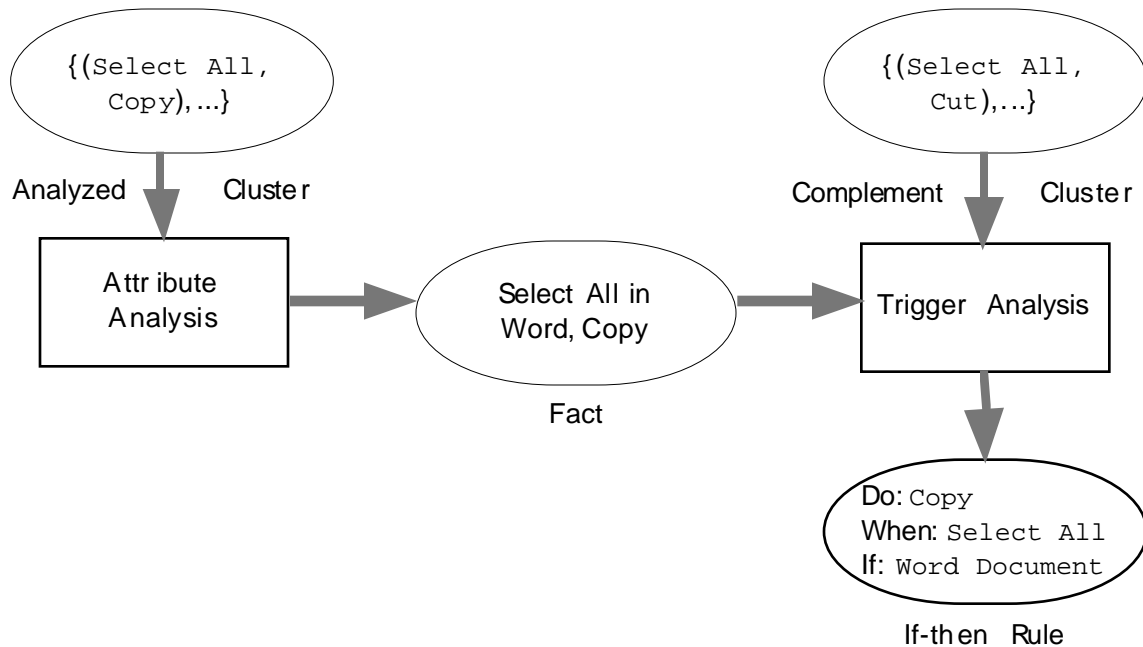 {(Select All,
Copy), ...}
{(Select All,
Cut),...}
Analyzed Cluster
Complement Cluster
Attribute
Analysis
Select All in
Word, Copy
Trigger Analysis
Fact
Do: Copy
When: Select All
If: Word Document
If-then Rule